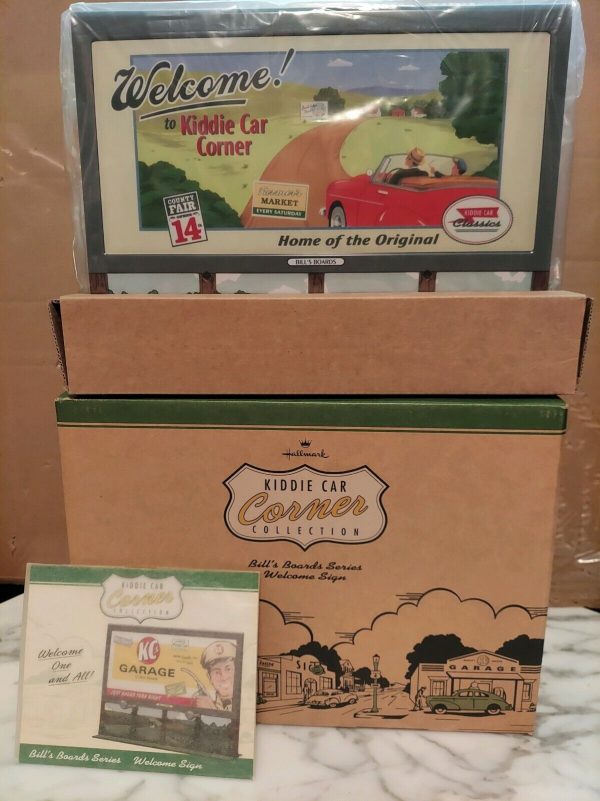 Welcome!
to Kiddie Car
Corner
COUNTY
FAIR
14
MARKET
EVERY SATURDAY
KIDDIE CAR
Classics
Home of the Original
BILL'S BOARDS
Hallmark
KIDDIE CAR
Corner
COLLECTION
Bill's Boards Series
Welcome Sign
GARAGE
KIDDIE CAR
Corner
COLLECTION
Welcome
One
and All!
KC's
GARAGE
Bill's Boards Series Welcome Sign